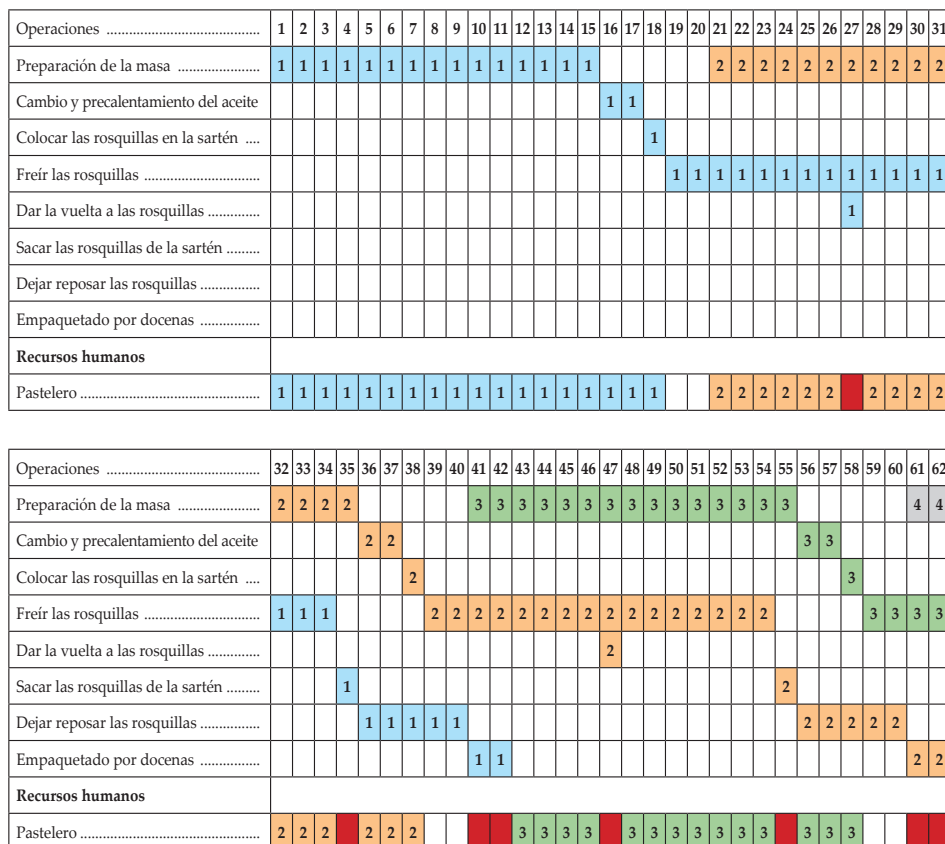 Operaciones .................................... 1 2 3 4 5 6 7 8 9 10 11 12 13 14 15 16 17 18 19 20 21 22 23 24 25 26 27 28 29 30 31
Preparación de la masa ..................... 1 1 1 1 1 1 1 1 1 1 1 1 1 1 1 2 2 2 2 2 2 2 2 2 2 2
Cambio y precalentamiento del aceite 1 1
Colocar las rosquillas en la sartén .... 1
Freír las rosquillas ............................. 1 1 1 1 1 1 1 1 1 1 1 1 1
Dar la vuelta a las rosquillas .............. 1
Sacar las rosquillas de la sartén .........
Dejar reposar las rosquillas ...............
Empaquetado por docenas ................
Recursos humanos
Pastelero ............................................. 1 1 1 1 1 1 1 1 1 1 1 1 1 1 1 1 1 1 2 2 2 2 2 2 2 2 2 2
Operaciones .................................... 32 33 34 35 36 37 38 39 40 41 42 43 44 45 46 47 48 49 50 51 52 53 54 55 56 57 58 59 60 61 62
Preparación de la masa ..................... 2 2 2 2 3 3 3 3 3 3 3 3 3 3 3 3 3 3 3 4 4
Cambio y precalentamiento del aceite 2 2 3 3
Colocar las rosquillas en la sartén .... 2 3
Freír las rosquillas ............................. 1 1 1 2 2 2 2 2 2 2 2 2 2 2 2 2 2 2 2 3 3 3 3
Dar la vuelta a las rosquillas .............. 2
Sacar las rosquillas de la sartén ......... 1 2
Dejar reposar las rosquillas ............... 1 1 1 1 1 2 2 2 2 2
Empaquetado por docenas ................ 1 1 2 2
Recursos humanos
Pastelero ............................................. 2 2 2 2 2 2 3 3 3 3 3 3 3 3 3 3 3 3 3 3